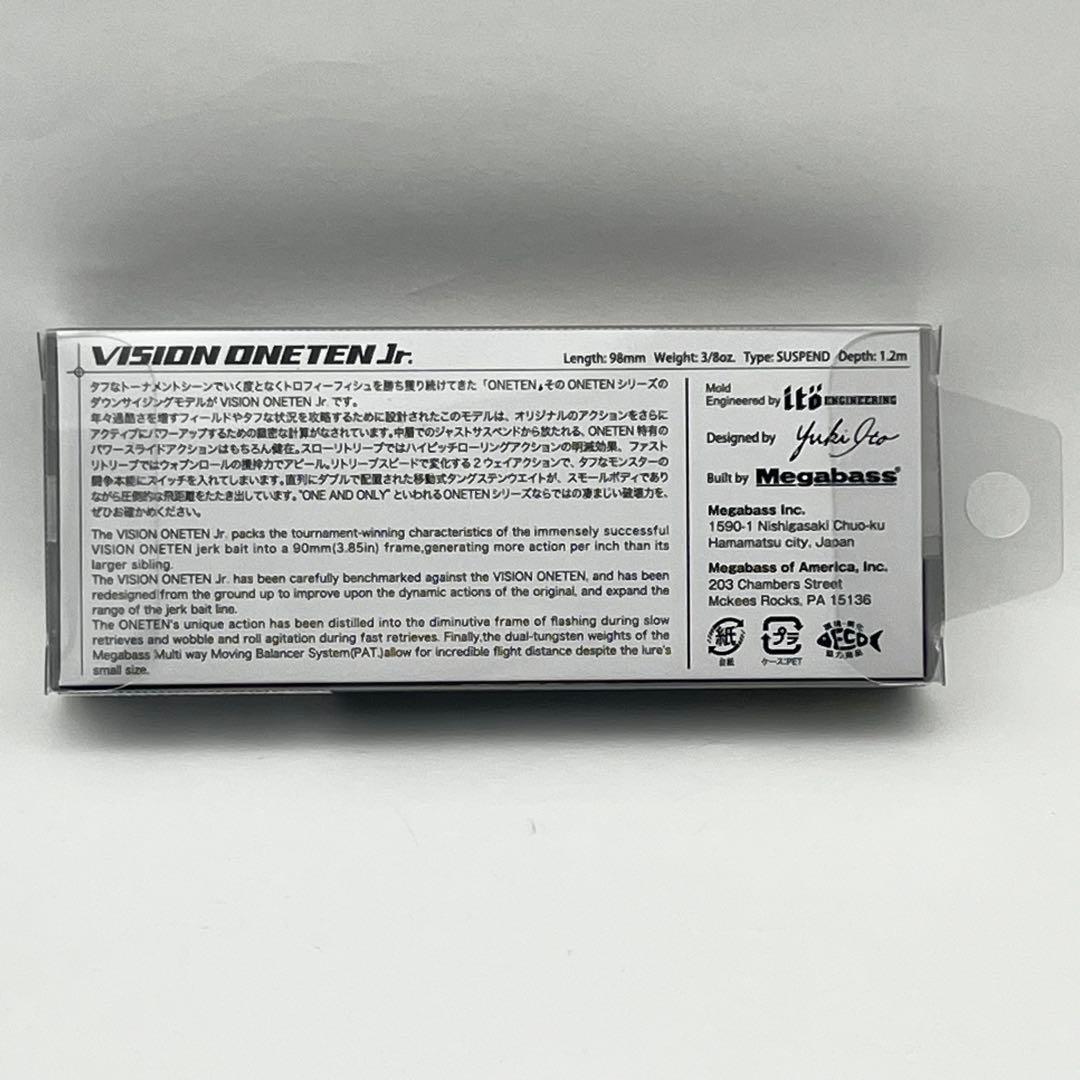 VISION ONETEN Jr.
Length: 98mm Weight: 3/8oz. Type: SUSPEND Depth: 1.2m
タフなトーナメントシーンでいく度となくトロフィーフィッシュを勝ち獲り続けてきた「ONETEN」。そのONETENシリーズの
ダウンサイジングモデルが VISION ONETEN Jr. です。
年々過酷さを増すフィールドやタフな状況を攻略するために設計されたこのモデルは、オリジナルのアクションをさらに
アクティブにパワーアップするための緻密な計算がなされています。中層でのジャストサスペンドから放たれる、ONETEN 特有の
パワースライドアクションはもちろん健在。スローリトリーブではハイピッチローリングアクションの明滅効果、ファスト
リトリーブではウォブンロールの撹拌力でアピール。リトリーブスピードで変化する2ウェイアクションで、タフなモンスターの
闘争本能にスイッチを入れてしまいます。直列にダブルで配置された移動式タングステンウエイトが、スモールボディであり
ながら圧倒的な飛距離をたたき出しています。"ONE AND ONLY" といわれるONETENシリーズならではの凄まじい破壊力を、
ぜひお確かめください。
The VISION ONETEN Jr. packs the tournament-winning characteristics of the immensely successful
VISION ONETEN jerk bait into a 90mm(3.85in) frame,generating more action per inch than its
larger sibling.
The VISION ONETEN Jr. has been carefully benchmarked against the VISION ONETEN, and has been
redesigned from the ground up to improve upon the dynamic actions of the original, and expand the
range of the jerk bait line.
The ONETEN's unique action has been distilled into the diminutive frame of flashing during slow
retrieves and wobble and roll agitation during fast retrieves. Finally,the dual-tungsten weights of the
Megabass Multi way Moving Balancer System(PAT.)allow for incredible flight distance despite the lure's
small size.
Mold
Engineered by Itö ENGINEERING
Designed by Yuki Ito
Built by Megabass®
Megabass Inc.
1590-1 Nishigasaki Chuo-ku
Hamamatsu city, Japan
Megabass of America, Inc.
203 Chambers Street
Mckees Rocks, PA 15136
紙 プラ ECO
台紙 ケース:PET